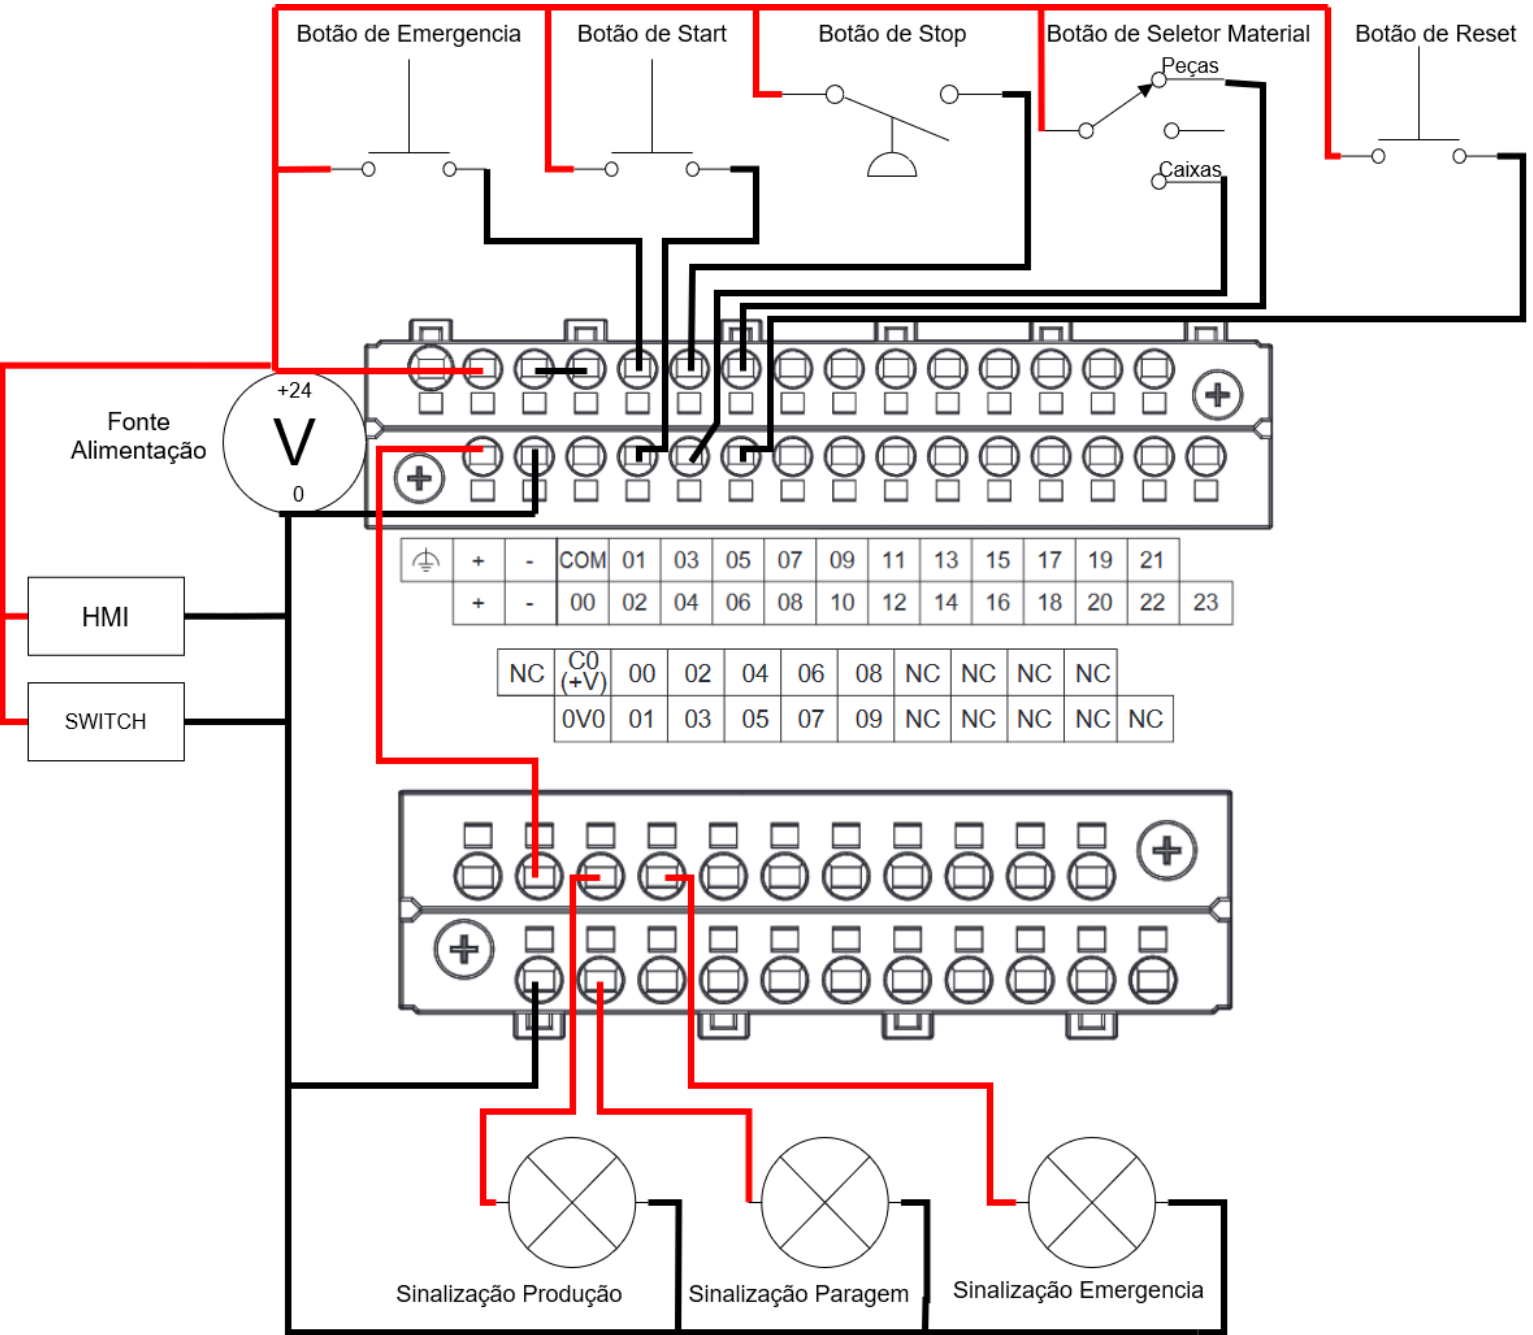 Botão de Emergencia
Botão de Start
Botão de Stop
Botão de Seletor Material
Botão de Reset
Peças
Caixas
Fonte
Alimentação
+24
V
0
HMI
SWITCH
+ - COM 01 03 05 07 09 11 13 15 17 19 21
+ - 00 02 04 06 08 10 12 14 16 18 20 22 23
NC C0 (+V) 00 02 04 06 08 NC NC NC NC
0V0 01 03 05 07 09 NC NC NC NC NC
Sinalização Produção
Sinalização Paragem
Sinalização Emergencia